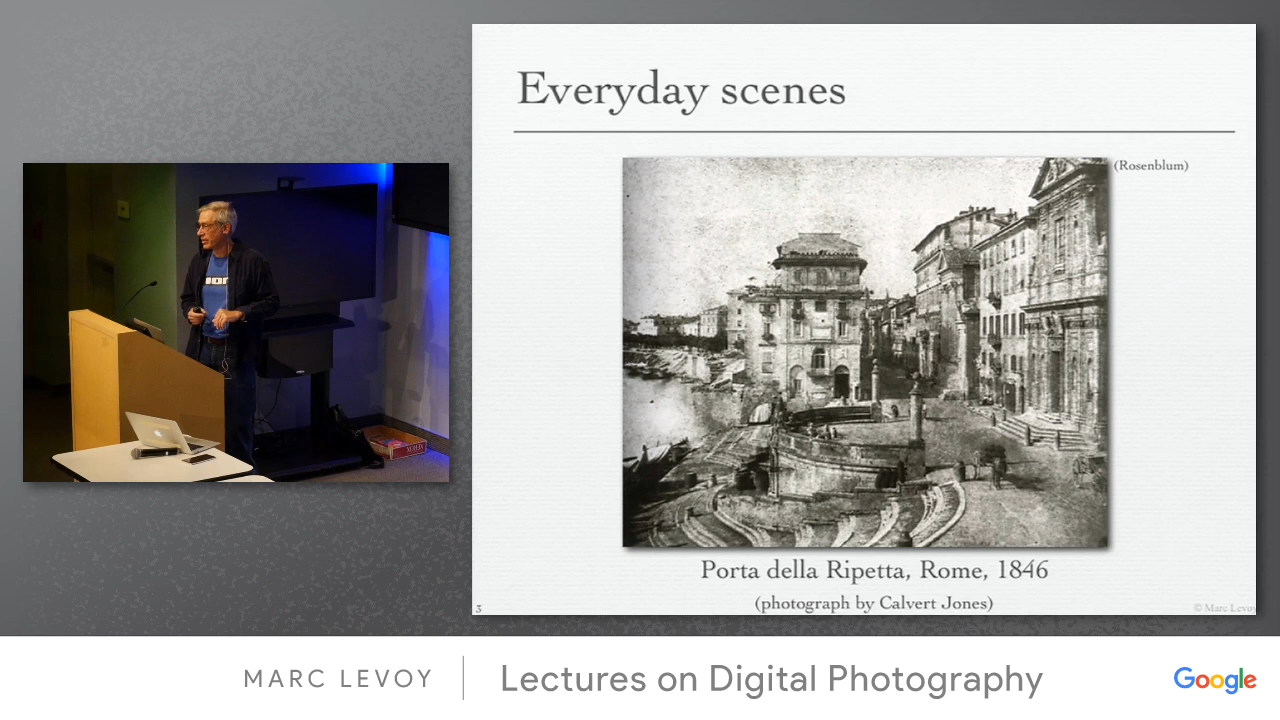 Everyday scenes
(Rosenblum)
Porta della Ripetta, Rome, 1846
(photograph by Calvert Jones)
3
© Marc Levoy
MARC LEVOY
Lectures on Digital Photography
Google